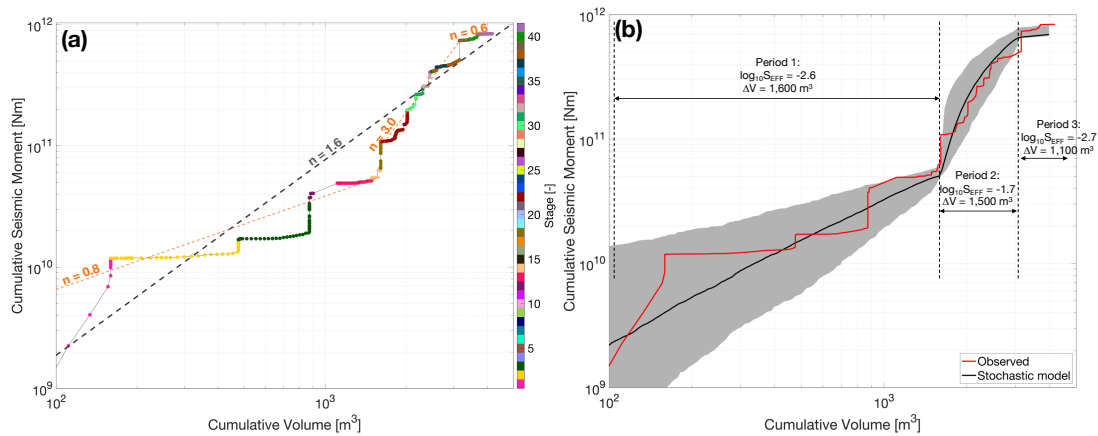 (a)
10^12
10^11
10^10
10^9
Cumulative Seismic Moment [Nm]
n = 0.8
n = 1.6
n = 3.0
n = 0.6
10^2
10^3
Cumulative Volume [m^3]
40
35
30
25
20
15
10
5
Stage [-]
(b)
10^12
10^11
10^10
10^9
Cumulative Seismic Moment [Nm]
Period 1:
log10S_EFF = -2.6
ΔV = 1,600 m^3
Period 2:
log10S_EFF = -1.7
ΔV = 1,500 m^3
Period 3:
log10S_EFF = -2.7
ΔV = 1,100 m^3
Observed
Stochastic model
10^2
10^3
Cumulative Volume [m^3]